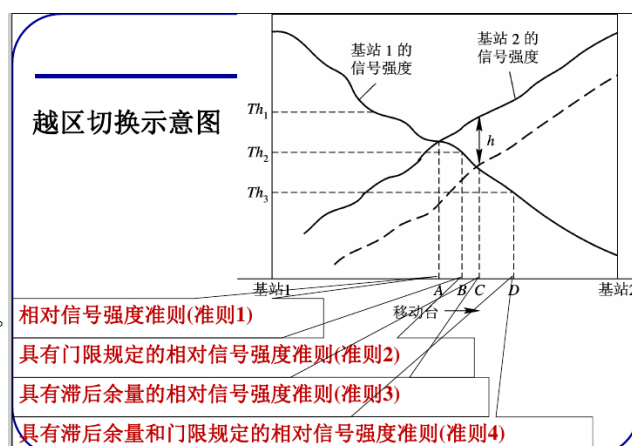 越区切换示意图
基站 1 的
信号强度
基站 2 的
信号强度
Th₁
Th₂
Th₃
h
基站1
A
B
C
D
基站2
移动台
相对信号强度准则(准则1)
具有门限规定的相对信号强度准则(准则2)
具有滞后余量的相对信号强度准则(准则3)
具有滞后余量和门限规定的相对信号强度准则(准则4)